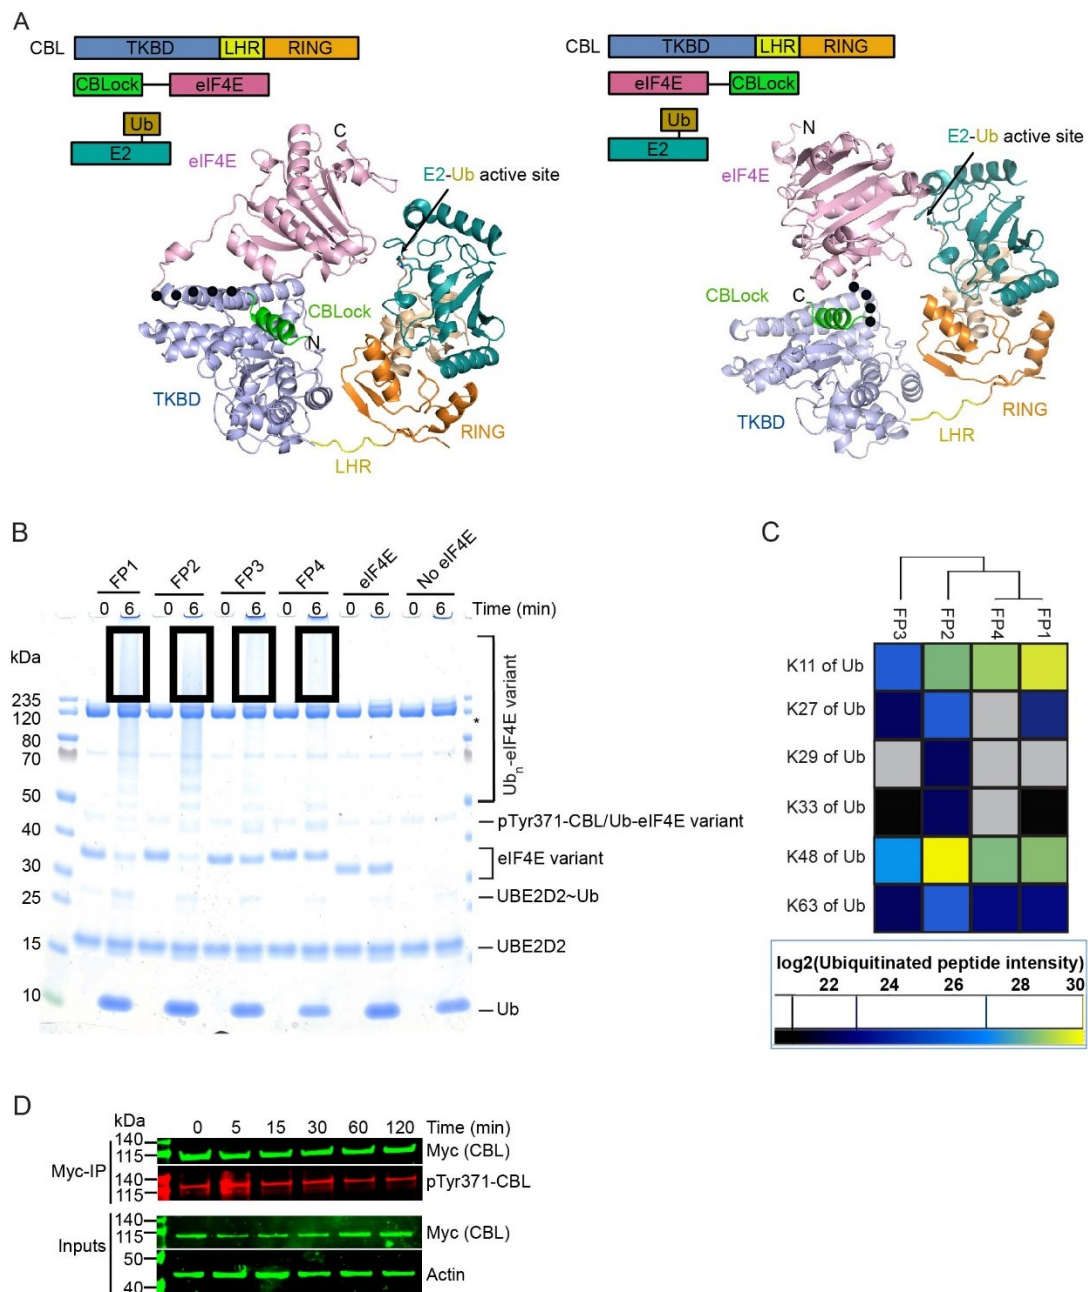 A
CBL TKBD LHR RING
CBLock eIF4E
Ub
E2
eIF4E
C
E2-Ub active site
CBLock
N
TKBD
RING
LHR
CBL TKBD LHR RING
eIF4E CBLock
Ub
E2
N
E2-Ub active site
eIF4E
CBLock
C
TKBD
RING
LHR
B
FP1 FP2 FP3 FP4 eIF4E No eIF4E
0 6 0 6 0 6 0 6 0 6 0 6 Time (min)
kDa
235
120
80
70
50
40
30
25
15
10
*
Ubn-eIF4E variant
pTyr371-CBL/Ub-eIF4E variant
eIF4E variant
UBE2D2~Ub
UBE2D2
Ub
C
FP3 FP2 FP4 FP1
K11 of Ub
K27 of Ub
K29 of Ub
K33 of Ub
K48 of Ub
K63 of Ub
log2(Ubiquitinated peptide intensity)
22 24 26 28 30
D
kDa 0 5 15 30 60 120 Time (min)
Myc-IP
140
115
Myc (CBL)
140
115
pTyr371-CBL
Inputs
140
115
Myc (CBL)
50
40
Actin